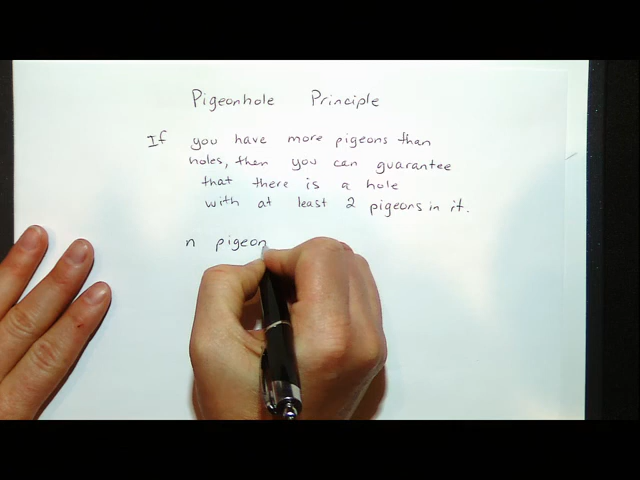 Pigeonhole Principle
If you have more pigeons than
holes, then you can guarantee
that there is a hole
with at least 2 pigeons in it.
n pigeon